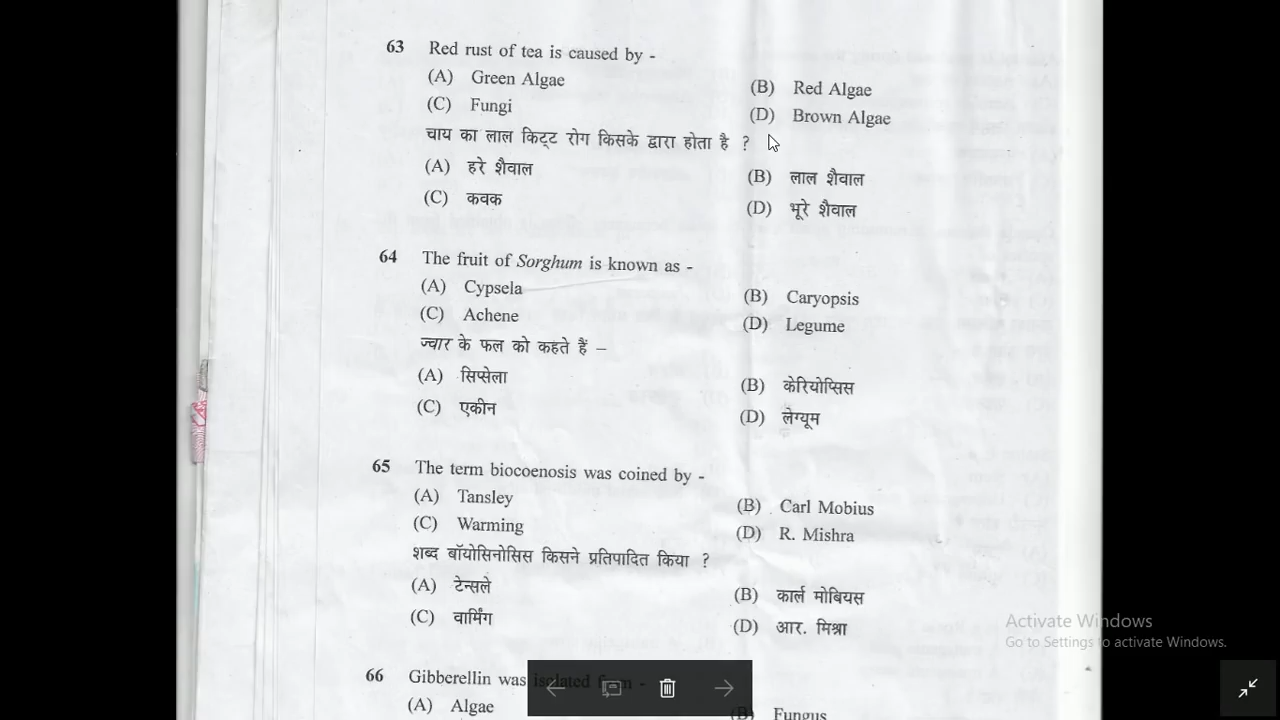 63 Red rust of tea is caused by -
(A) Green Algae (B) Red Algae
(C) Fungi (D) Brown Algae
चाय का लाल किट्ट रोग किसके द्वारा होता है ?
(A) हरे शैवाल (B) लाल शैवाल
(C) कवक (D) भूरे शैवाल
64 The fruit of Sorghum is known as -
(A) Cypsela (B) Caryopsis
(C) Achene (D) Legume
ज्वार के फल को कहते हैं –
(A) सिप्सेला (B) केरियोप्सिस
(C) एकीन (D) लेग्यूम
65 The term biocoenosis was coined by -
(A) Tansley (B) Carl Mobius
(C) Warming (D) R. Mishra
शब्द बॉयोसिनोसिस किसने प्रतिपादित किया ?
(A) टेन्सले (B) कार्ल मोबियस
(C) वार्मिंग (D) आर. मिश्रा
Activate Windows
Go to Settings to activate Windows.
66 Gibberellin was isolated from -
(A) Algae (B) Fungus